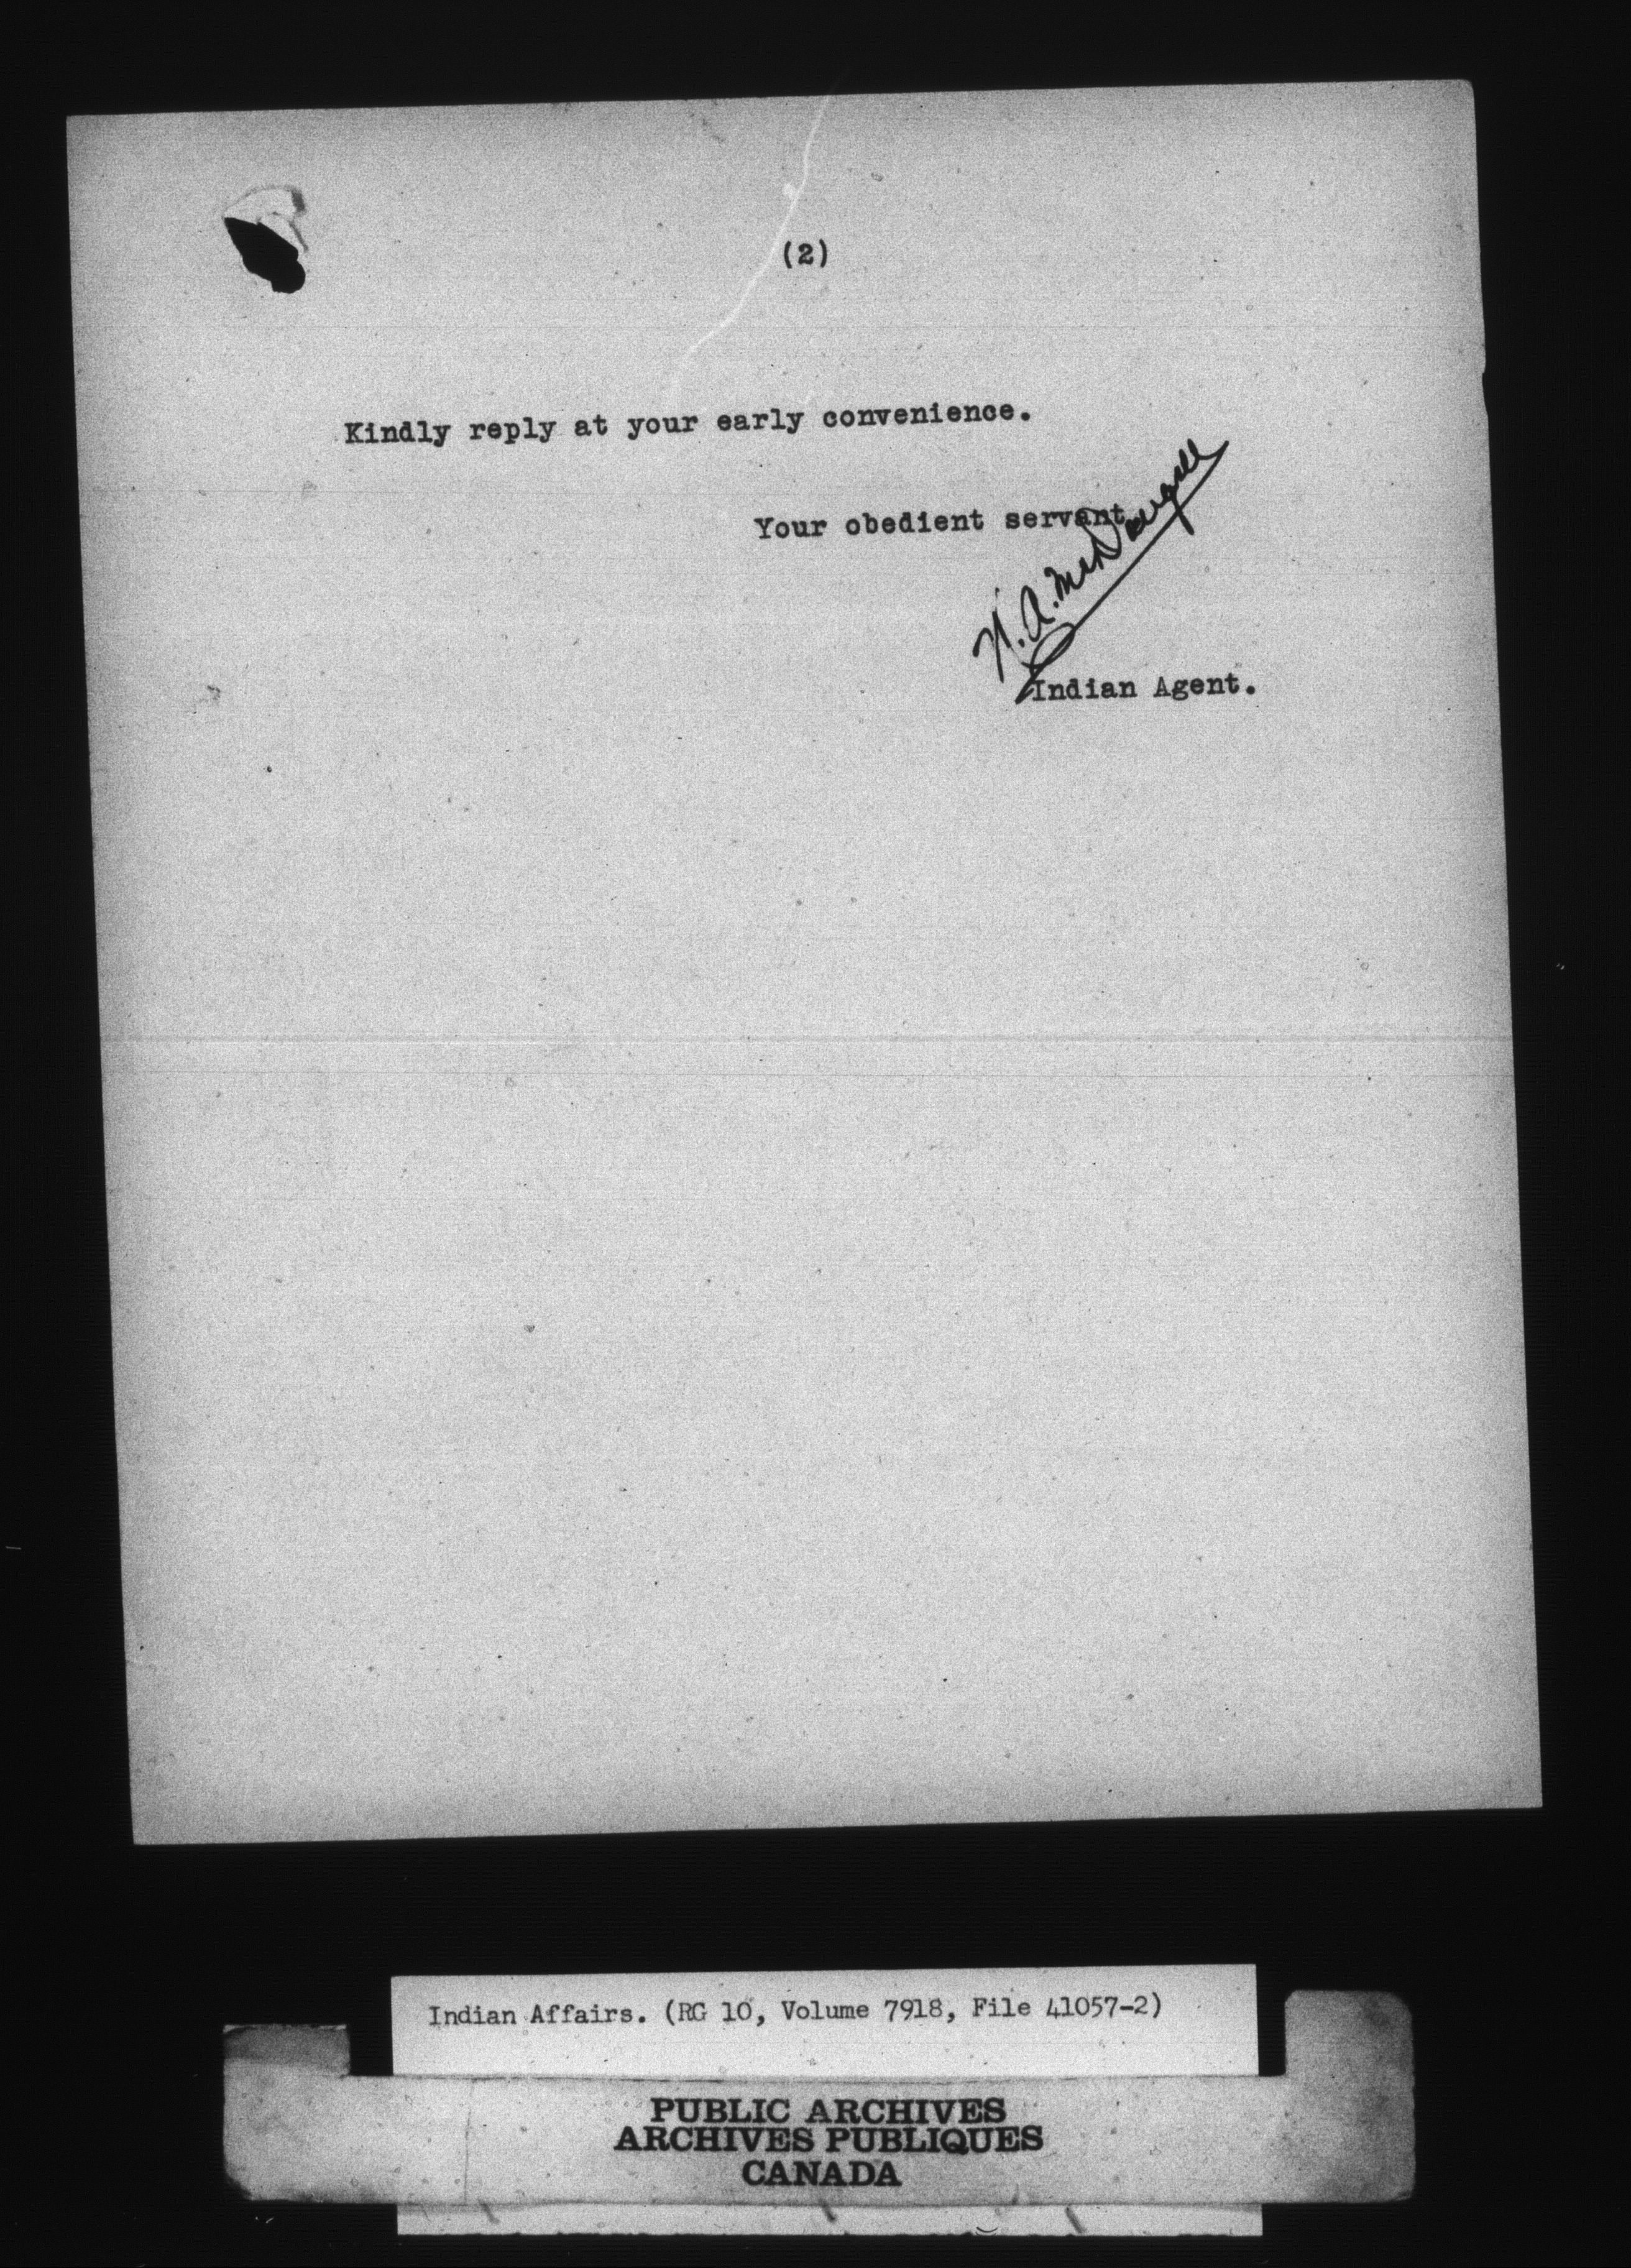 (2)
Kindly reply at your early convenience.
Your obedient servant,
N. A. McDougall
Indian Agent.
Indian Affairs. (RG 10, Volume 7918, File 41057-2)
PUBLIC ARCHIVES
ARCHIVES PUBLIQUES
CANADA